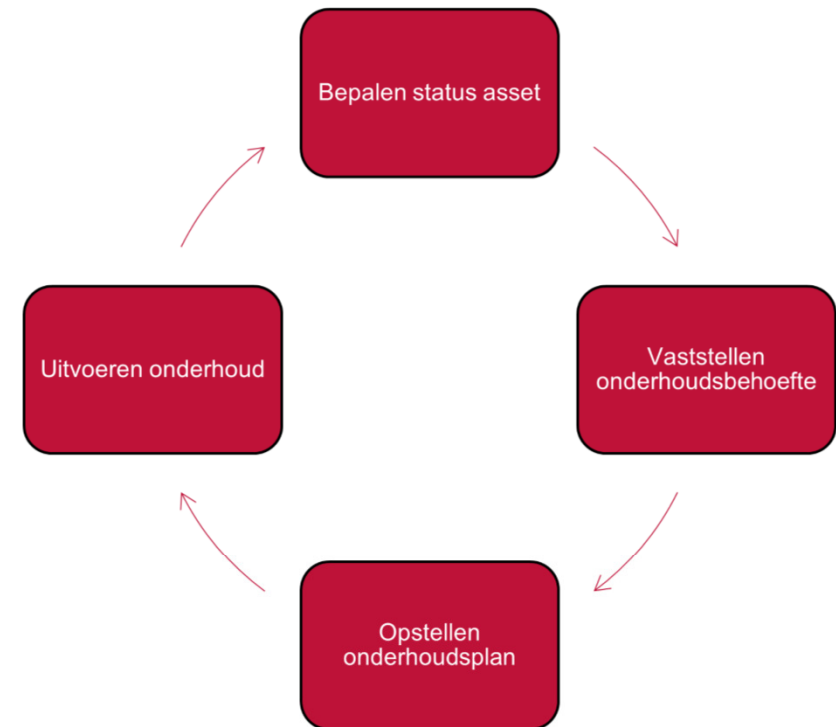 Bepalen status asset
Vaststellen
onderhoudsbehoefte
Opstellen
onderhoudsplan
Uitvoeren onderhoud